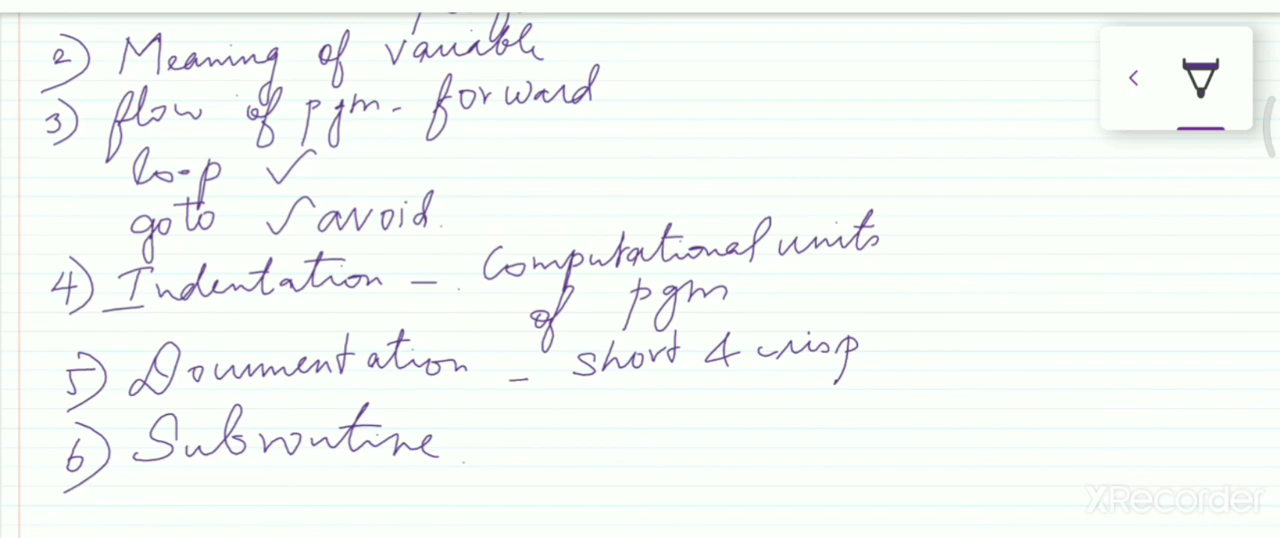 2) Meaning of variable
3) flow of pgm - forward
loop ✓
goto ✓ avoid.
4) Indentation - Computational units
of pgm
5) Documentation - short & crisp
6) Subroutine
XRecorder